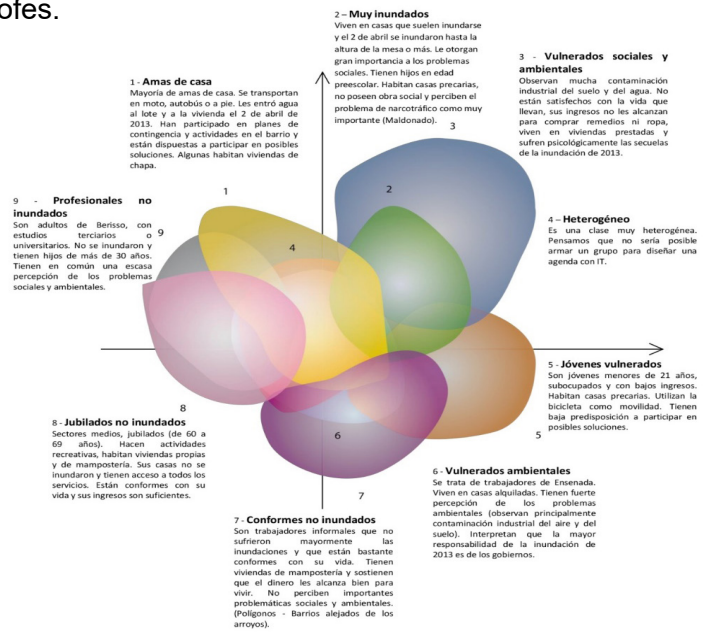 ofes.
2 – Muy inundados
Viven en casas que suelen inundarse
y el 2 de abril se inundaron hasta la
altura de la mesa o más. Le otorgan
gran importancia a los problemas
sociales. Tienen hijos en edad
preescolar. Habitan casas precarias,
no poseen obra social y perciben el
problema de narcotráfico como muy
importante (Maldonado).
1 - Amas de casa
Mayoría de amas de casa. Se transportan
en moto, autobús o a pie. Les entró agua
al lote y a la vivienda el 2 de abril de
2013. Han participado en planes de
contingencia y actividades en el barrio y
están dispuestas a participar en posibles
soluciones. Algunas habitan viviendas de
chapa.
3 - Vulnerados sociales y
ambientales
Observan mucha contaminación
industrial del suelo y del agua. No
están satisfechos con la vida que
llevan, sus ingresos no les alcanzan
para comprar remedios ni ropa,
viven en viviendas prestadas y
sufren psicológicamente las secuelas
de la inundación de 2013.
3
1
2
9 - Profesionales no
inundados
Son adultos de Berisso, con
estudios terciarios o
universitarios. No se inundaron y
tienen hijos de más de 30 años.
Tienen en común una escasa
percepción de los problemas
sociales y ambientales.
9
4
4 – Heterogéneo
Es una clase muy heterogénea.
Pensamos que no sería posible
armar un grupo para diseñar una
agenda con IT.
5 - Jóvenes vulnerados
Son jóvenes menores de 21 años,
subocupados y con bajos ingresos.
Habitan casas precarias. Utilizan la
bicicleta como movilidad. Tienen
baja predisposición a participar en
posibles soluciones.
8
5
6
8 - Jubilados no inundados
Sectores medios, jubilados (de 60 a
69 años). Hacen actividades
recreativas, habitan viviendas propias
y de mampostería. Sus casas no se
inundaron y tienen acceso a todos los
servicios. Están conformes con su
vida y sus ingresos son suficientes.
6 - Vulnerados ambientales
Se trata de trabajadores de Ensenada.
Viven en casas alquiladas. Tienen fuerte
percepción de los problemas
ambientales (observan principalmente
contaminación industrial del aire y del
suelo). Interpretan que la mayor
responsabilidad de la inundación de
2013 es de los gobiernos.
7
7 - Conformes no inundados
Son trabajadores informales que no
sufrieron mayormente las
inundaciones y que están bastante
conformes con su vida. Tienen
viviendas de mampostería y sostienen
que el dinero les alcanza bien para
vivir. No perciben importantes
problemáticas sociales y ambientales.
(Polígonos - Barrios alejados de los
arroyos).